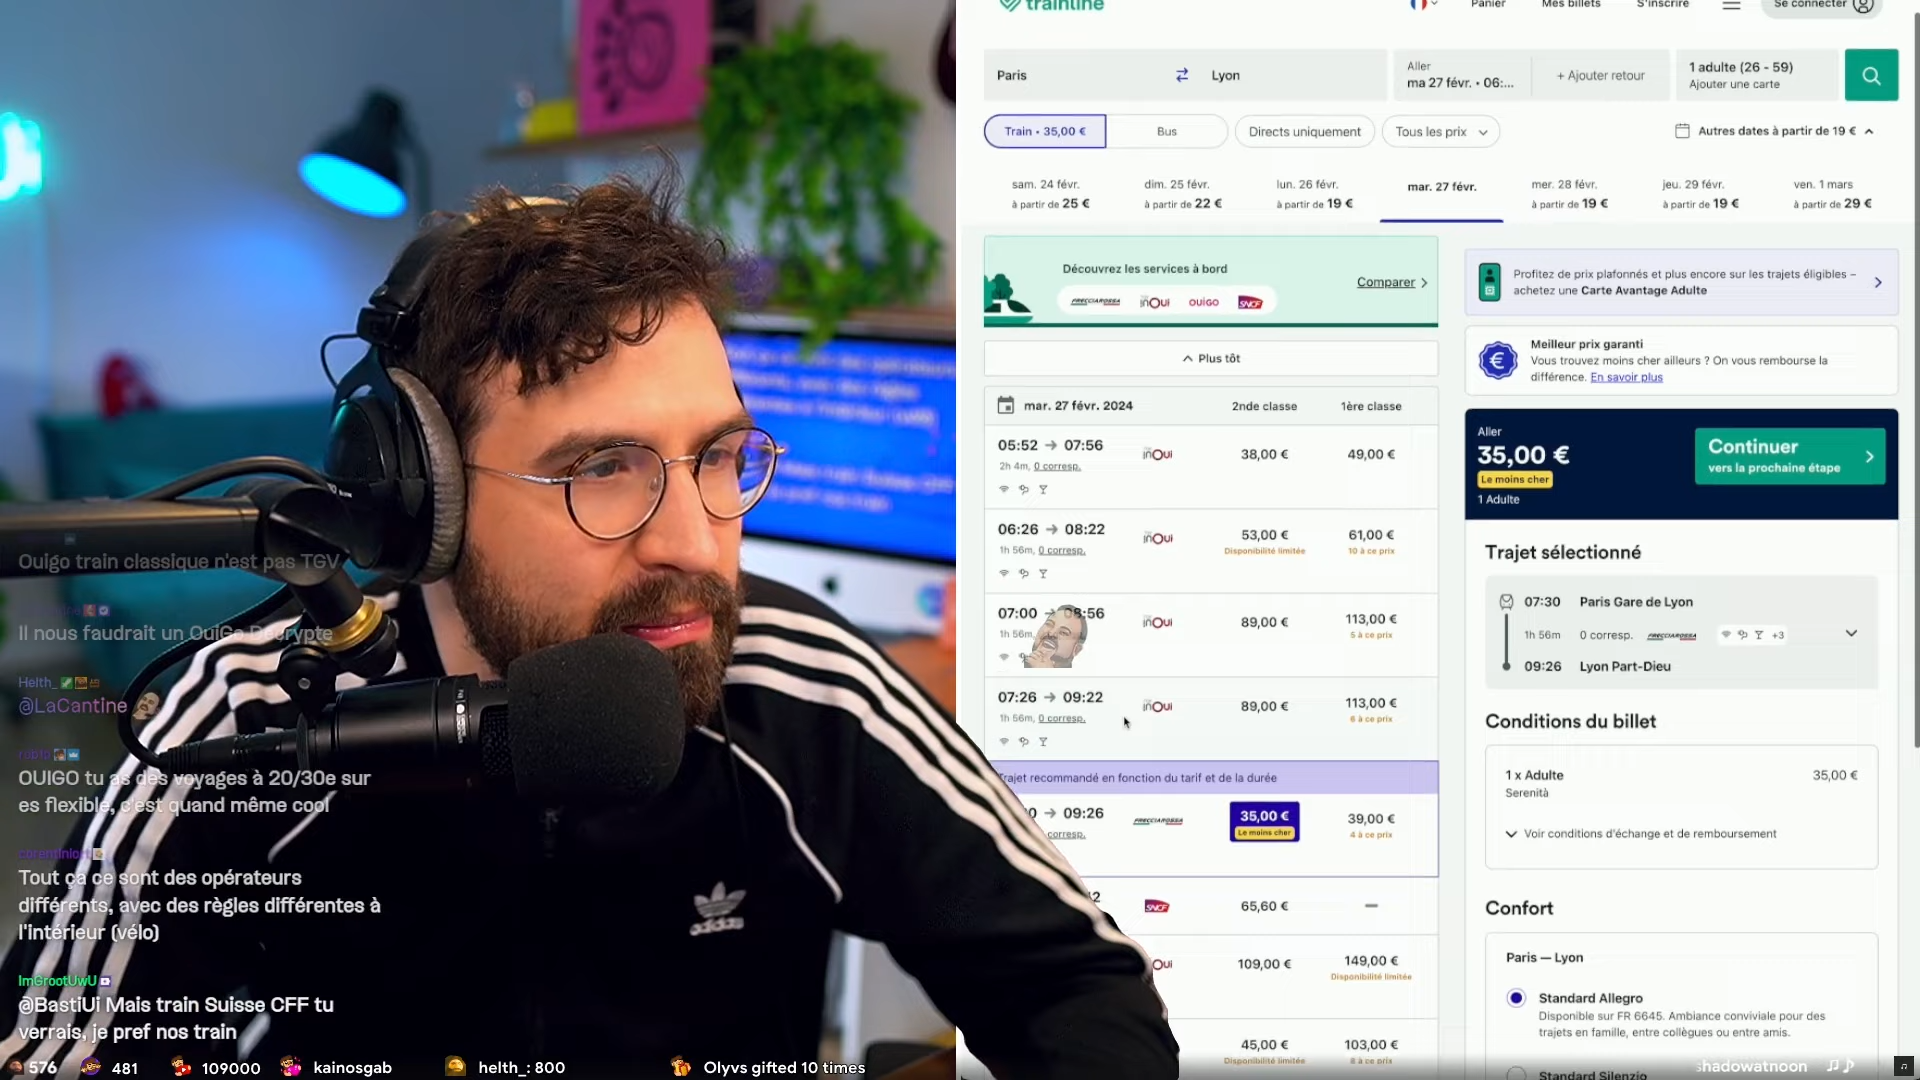 trainline
Panier
Mes billets
S'inscrire
Se connecter
Paris
Lyon
Aller
ma 27 févr. • 06:...
+ Ajouter retour
1 adulte (26 - 59)
Ajouter une carte
Train • 35,00 €
Bus
Directs uniquement
Tous les prix
Autres dates à partir de 19 €
sam. 24 févr.
à partir de 25 €
dim. 25 févr.
à partir de 22 €
lun. 26 févr.
à partir de 19 €
mar. 27 févr.
mer. 28 févr.
à partir de 19 €
jeu. 29 févr.
à partir de 19 €
ven. 1 mars
à partir de 29 €
Découvrez les services à bord
FRECCIAROSSA inOui OUIGO SNCF
Comparer
Plus tôt
mar. 27 févr. 2024
2nde classe
1ère classe
05:52 → 07:56
inOui
38,00 €
49,00 €
2h 4m, 0 corresp.
06:26 → 08:22
inOui
53,00 €
61,00 €
1h 56m, 0 corresp.
Disponibilité limitée
10 à ce prix
07:00 → 08:56
inOui
89,00 €
113,00 €
1h 56m,
5 à ce prix
07:26 → 09:22
inOui
89,00 €
113,00 €
1h 56m, 0 corresp.
6 à ce prix
Trajet recommandé en fonction du tarif et de la durée
0 → 09:26
FRECCIAROSSA
35,00 €
39,00 €
corresp.
Le moins cher
4 à ce prix
2
SNCF
65,60 €
—
Oui
109,00 €
149,00 €
Disponibilité limitée
45,00 €
103,00 €
Disponibilité limitée
8 à ce prix
Profitez de prix plafonnés et plus encore sur les trajets éligibles –
achetez une Carte Avantage Adulte
Meilleur prix garanti
Vous trouvez moins cher ailleurs ? On vous rembourse la
différence. En savoir plus
Aller
35,00 €
Le moins cher
1 Adulte
Continuer
vers la prochaine étape
Trajet sélectionné
07:30 Paris Gare de Lyon
1h 56m 0 corresp. FRECCIAROSSA +3
09:26 Lyon Part-Dieu
Conditions du billet
1 x Adulte 35,00 €
Serenità
Voir conditions d'échange et de remboursement
Confort
Paris — Lyon
Standard Allegro
Disponible sur FR 6645. Ambiance conviviale pour des
trajets en famille, entre collègues ou entre amis.
Standard Silenzio
Ouigo train classique n'est pas TGV
Il nous faudrait un OuiGo Décrypte
Helth_
@LaCantine
OUIGO tu as des voyages à 20/30e sur
es flexible, c'est quand même cool
Tout ça ce sont des opérateurs
différents, avec des règles différentes à
l'intérieur (vélo)
ImGrootUwU
@BastiUi Mais train Suisse CFF tu
verrais, je pref nos train
adidas
576
481
109000
kainosgab
helth_: 800
Olyvs gifted 10 times
shadowatnoon